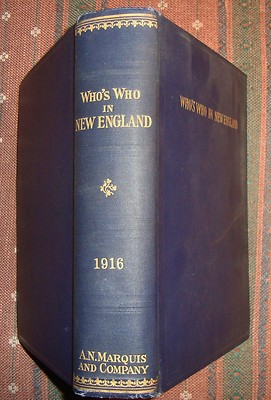 WHO'S WHO
IN
NEW ENGLAND
1916
A.N. MARQUIS
AND COMPANY
WHO'S WHO IN NEW ENGLAND